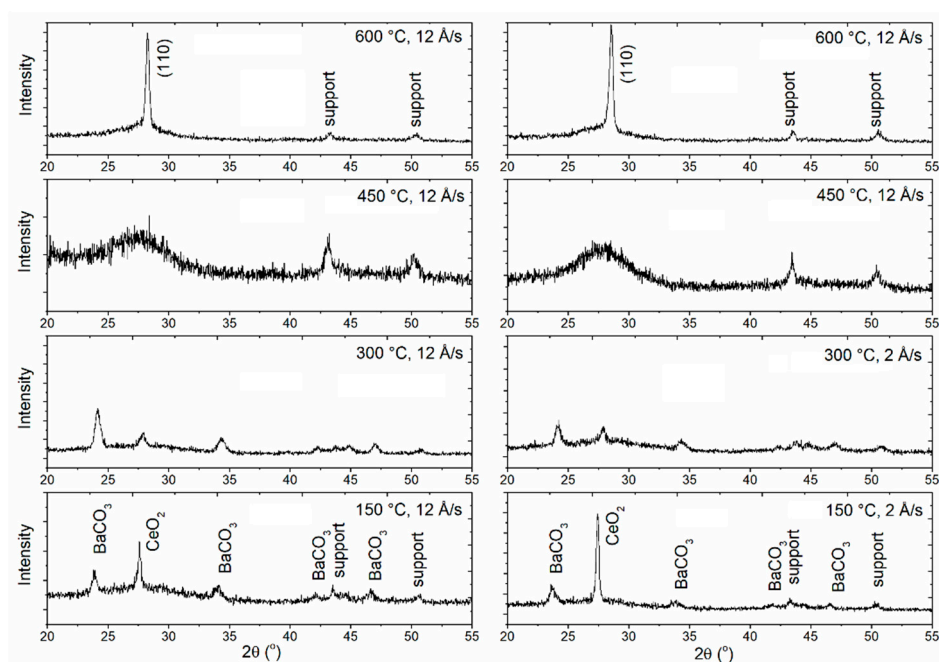 600 °C, 12 Å/s
Intensity
(110)
support
support
20 25 30 35 40 45 50 55
600 °C, 12 Å/s
(110)
support
support
20 25 30 35 40 45 50 55
450 °C, 12 Å/s
Intensity
20 25 30 35 40 45 50 55
450 °C, 12 Å/s
20 25 30 35 40 45 50 55
300 °C, 12 Å/s
Intensity
20 25 30 35 40 45 50 55
300 °C, 2 Å/s
20 25 30 35 40 45 50 55
150 °C, 12 Å/s
Intensity
BaCO₃
CeO₂
BaCO₃
BaCO₃
support
BaCO₃
support
20 25 30 35 40 45 50 55
2θ (°)
150 °C, 2 Å/s
BaCO₃
CeO₂
BaCO₃
BaCO₃
support
BaCO₃
support
20 25 30 35 40 45 50 55
2θ (°)